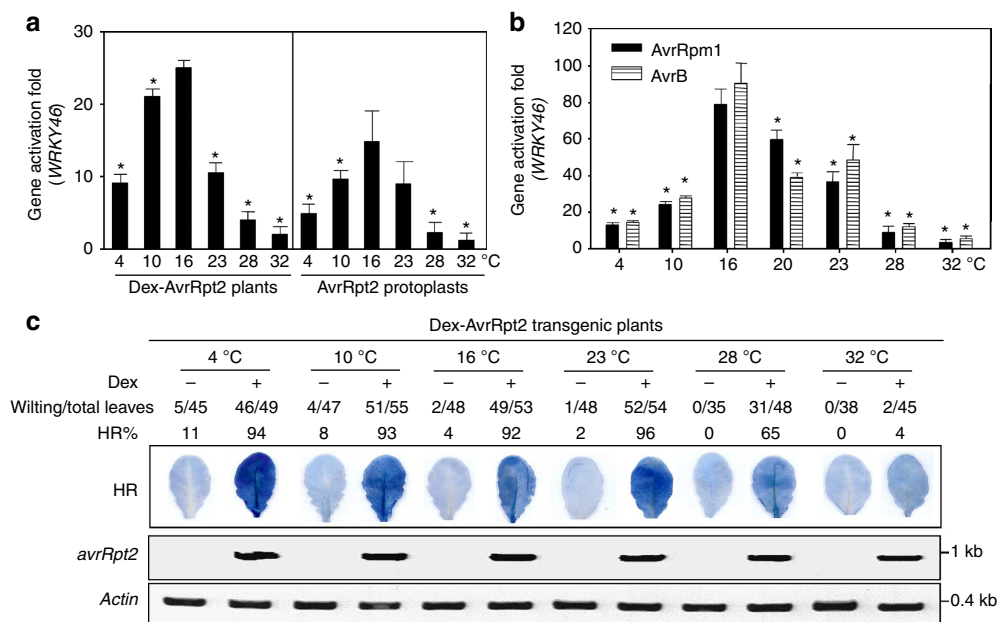 a
Gene activation fold
(WRKY46)
30
20
10
0
* * * * * * * * * *
4 10 16 23 28 32 4 10 16 23 28 32 °C
Dex-AvrRpt2 plants AvrRpt2 protoplasts
b
Gene activation fold
(WRKY46)
120
100
80
60
40
20
0
AvrRpm1
AvrB
* * * * * * * * * * * *
4 10 16 20 23 28 32 °C
c
Dex-AvrRpt2 transgenic plants
4 °C 10 °C 16 °C 23 °C 28 °C 32 °C
Dex – + – + – + – + – + – +
Wilting/total leaves 5/45 46/49 4/47 51/55 2/48 49/53 1/48 52/54 0/35 31/48 0/38 2/45
HR% 11 94 8 93 4 92 2 96 0 65 0 4
HR
avrRpt2 1 kb
Actin 0.4 kb